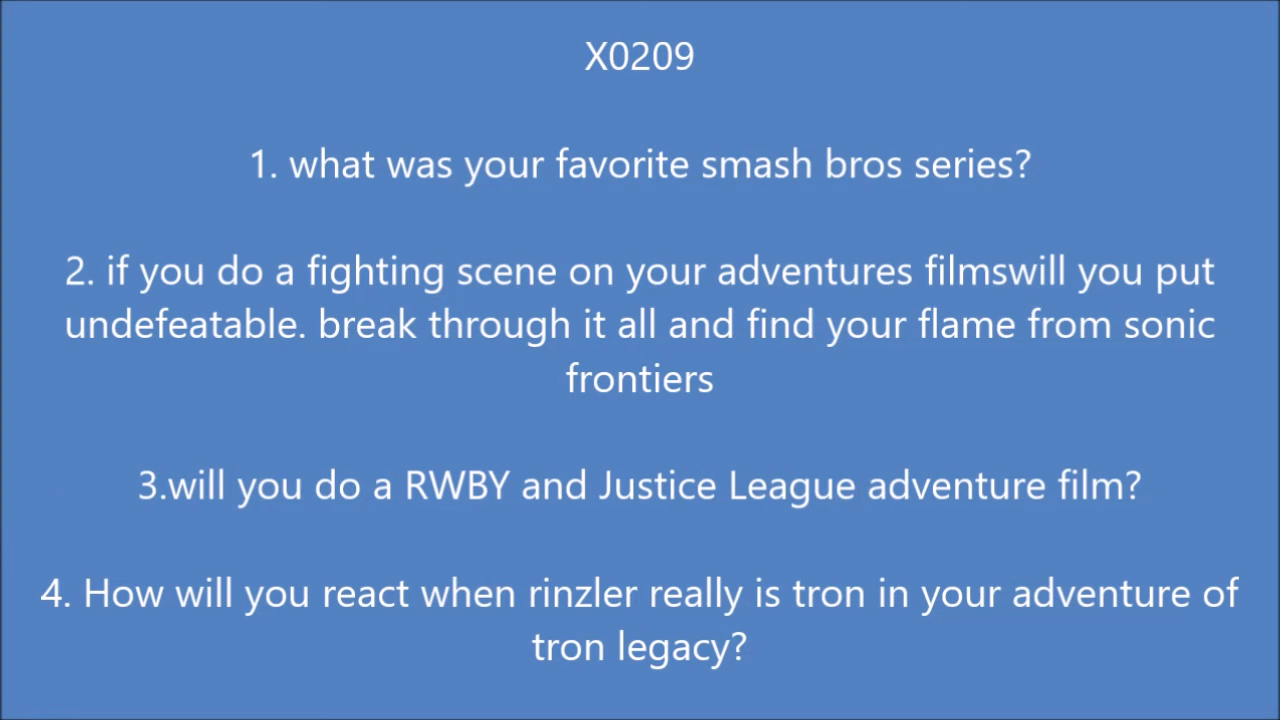 X0209
1. what was your favorite smash bros series?
2. if you do a fighting scene on your adventures filmswill you put
undefeatable. break through it all and find your flame from sonic
frontiers
3.will you do a RWBY and Justice League adventure film?
4. How will you react when rinzler really is tron in your adventure of
tron legacy?